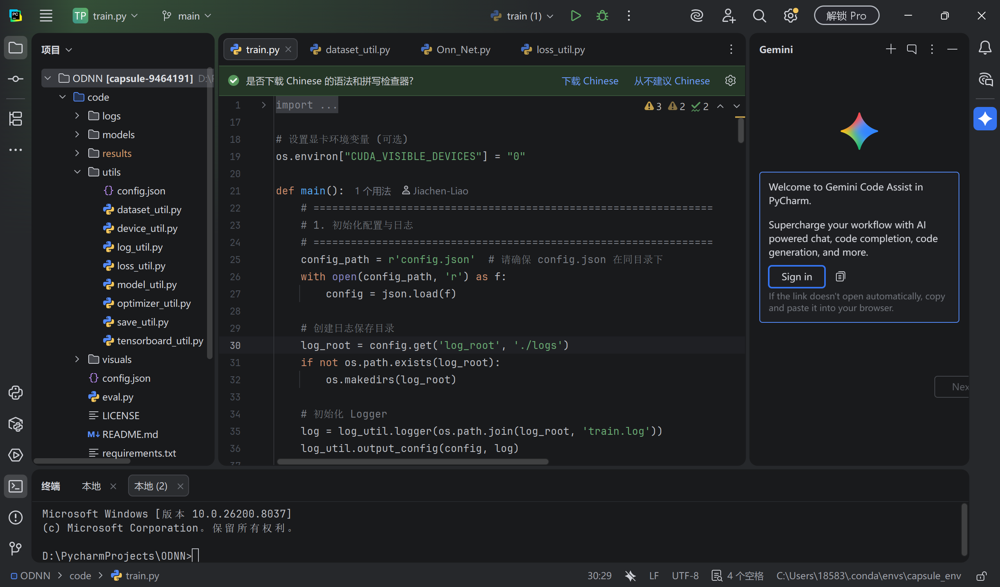 PC
TP train.py
main
train (1)
解锁 Pro
项目
ODNN [capsule-9464191]
code
logs
models
results
utils
{} config.json
dataset_util.py
device_util.py
log_util.py
loss_util.py
model_util.py
optimizer_util.py
save_util.py
tensorboard_util.py
visuals
{} config.json
eval.py
LICENSE
M↓ README.md
requirements.txt
train.py
dataset_util.py
Onn_Net.py
loss_util.py
是否下载 Chinese 的语法和拼写检查器?
下载 Chinese
从不建议 Chinese
3 2 2
1 import ...
17
18 # 设置显卡环境变量 (可选)
19 os.environ["CUDA_VISIBLE_DEVICES"] = "0"
20
21 def main(): 1 个用法 Jiachen-Liao
22 # ================================================================
23 # 1. 初始化配置与日志
24 # ================================================================
25 config_path = r'config.json' # 请确保 config.json 在同目录下
26 with open(config_path, 'r') as f:
27 config = json.load(f)
28
29 # 创建日志保存目录
30 log_root = config.get('log_root', './logs')
31 if not os.path.exists(log_root):
32 os.makedirs(log_root)
33
34 # 初始化 Logger
35 log = log_util.logger(os.path.join(log_root, 'train.log'))
36 log_util.output_config(config, log)
37
Gemini
Welcome to Gemini Code Assist in
PyCharm.
Supercharge your workflow with AI
powered chat, code completion, code
generation, and more.
Sign in
If the link doesn't open automatically, copy
and paste it into your browser.
终端
本地
本地 (2)
Microsoft Windows [版本 10.0.26200.8037]
(c) Microsoft Corporation。保留所有权利。
D:\PycharmProjects\ODNN>
ODNN > code > train.py
30:29
LF
UTF-8
4 个空格
C:\Users\18583\.conda\envs\capsule_env